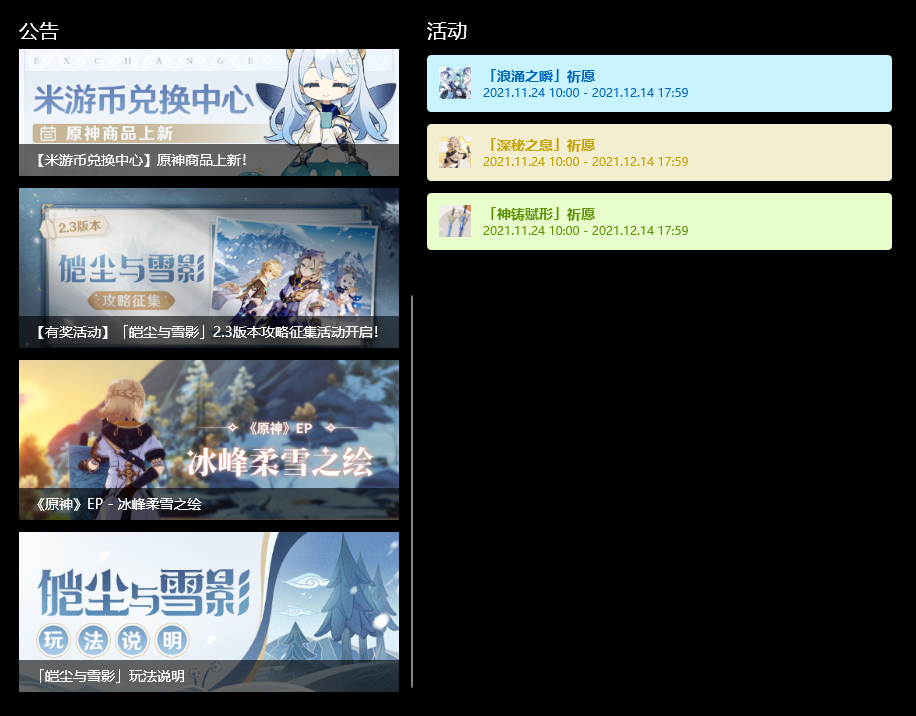 公告
EXCHANGE
米游币兑换中心
原神商品上新
【米游币兑换中心】原神商品上新!
2.3版本
皑尘与雪影
攻略征集
【有奖活动】「皑尘与雪影」2.3版本攻略征集活动开启!
《原神》EP
冰峰柔雪之绘
《原神》EP - 冰峰柔雪之绘
皑尘与雪影
玩法说明
「皑尘与雪影」玩法说明
活动
「浪涌之瞬」祈愿
2021.11.24 10:00 - 2021.12.14 17:59
「深秘之息」祈愿
2021.11.24 10:00 - 2021.12.14 17:59
「神铸赋形」祈愿
2021.11.24 10:00 - 2021.12.14 17:59